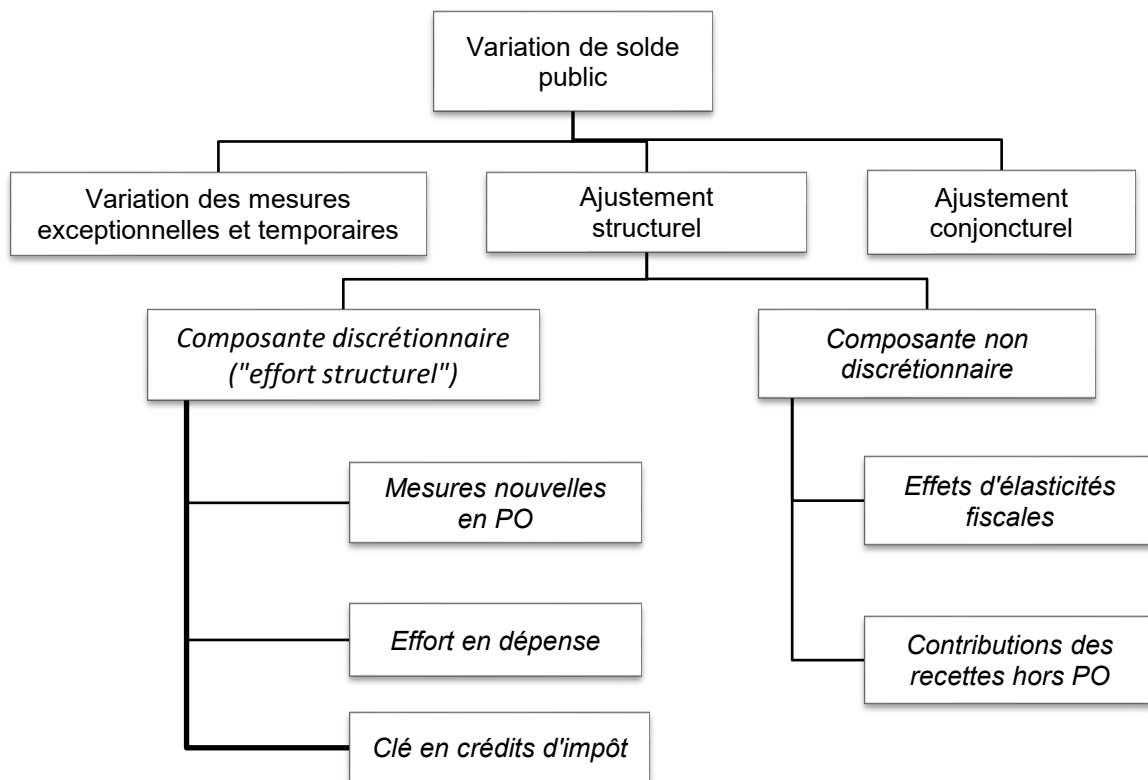 Variation de solde
public
Variation des mesures
exceptionnelles et temporaires
Ajustement
structurel
Ajustement
conjoncturel
Composante discrétionnaire
("effort structurel")
Composante non
discrétionnaire
Mesures nouvelles
en PO
Effets d'élasticités
fiscales
Effort en dépense
Contributions des
recettes hors PO
Clé en crédits d'impôt